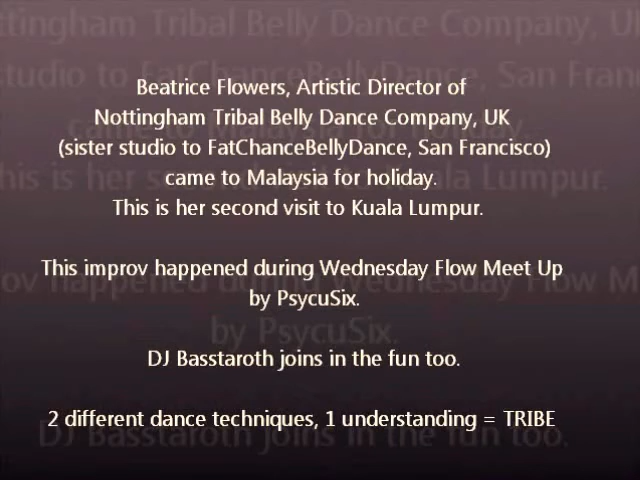 Beatrice Flowers, Artistic Director of
Nottingham Tribal Belly Dance Company, UK
(sister studio to FatChanceBellyDance, San Francisco)
came to Malaysia for holiday.
This is her second visit to Kuala Lumpur.
This improv happened during Wednesday Flow Meet Up
by PsycuSix.
DJ Basstaroth joins in the fun too.
2 different dance techniques, 1 understanding = TRIBE